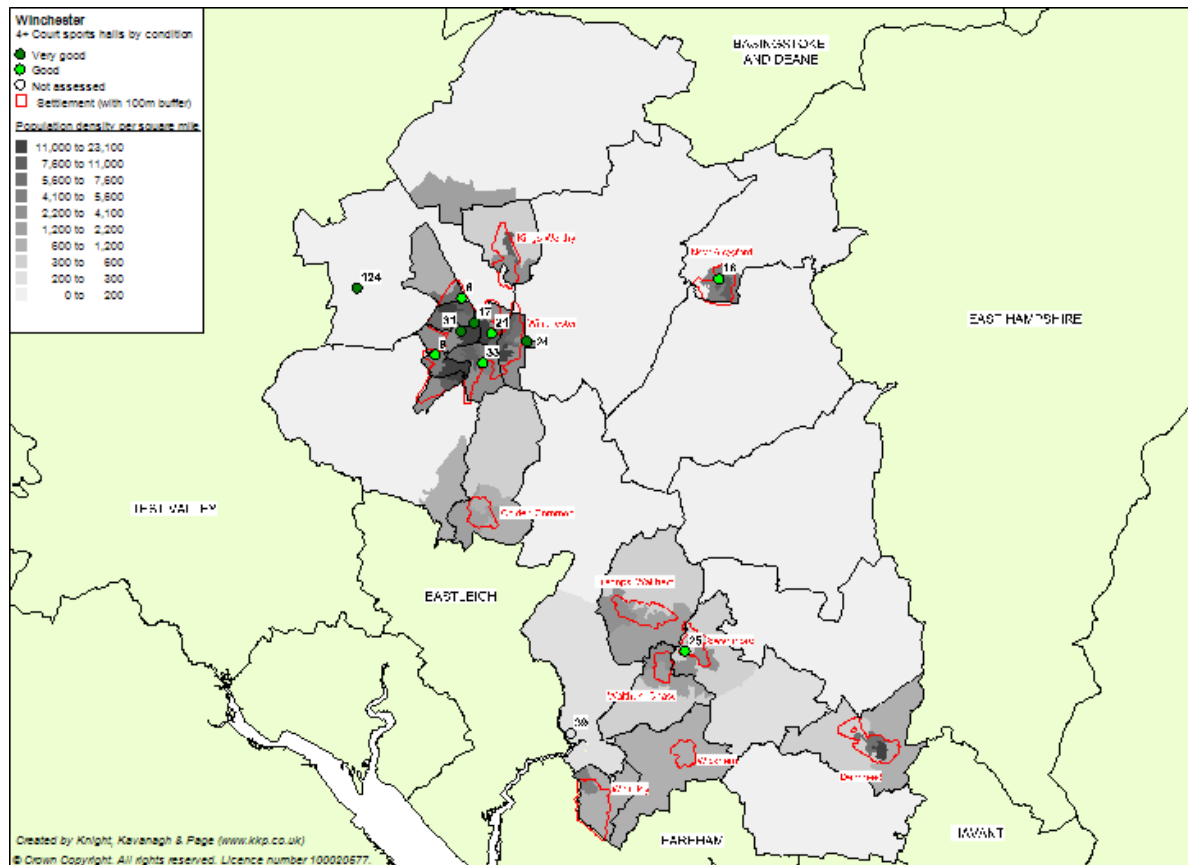 Winchester
4+ Court sports halls by condition
Very good
Good
Not assessed
Settlement (with 100m buffer)
Population density per square mile
11,000 to 23,100
7,600 to 11,000
5,600 to 7,600
4,100 to 5,600
2,200 to 4,100
1,200 to 2,200
600 to 1,200
300 to 600
200 to 300
0 to 200
BASINGSTOKE
AND DEANE
Kings Worthy
New Alresford
16
124
6
17
31
21
Winchester
24
9
33
EAST HAMPSHIRE
TEST VALLEY
Colden Common
EASTLEIGH
Bishops Waltham
25
Waltham Chase
39
Wickham
Denmead
Whiteley
FAREHAM
HAVANT
Created by Knight, Kavanagh & Page (www.kkp.co.uk)
© Crown Copyright. All rights reserved. Licence number 100020577.